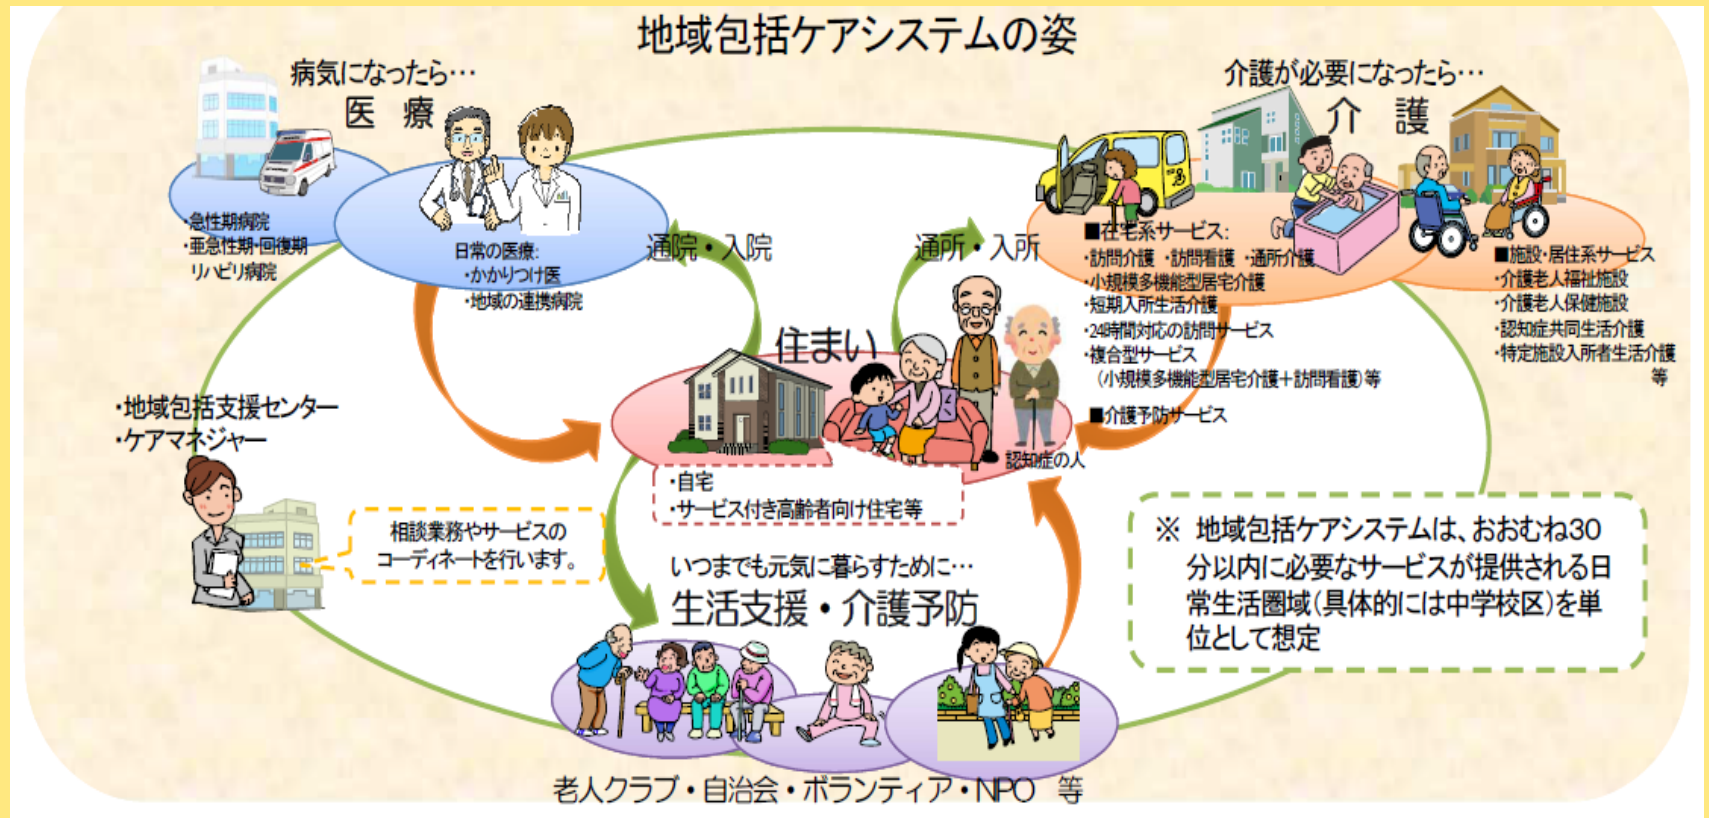 地域包括ケアシステムの姿
病気になったら…
医 療
介護が必要になったら…
介 護
・急性期病院
・亜急性期・回復期
リハビリ病院
日常の医療:
・かかりつけ医
・地域の連携病院
通院・入院
通所・入所
■在宅系サービス:
・訪問介護 ・訪問看護 ・通所介護
・小規模多機能型居宅介護
・短期入所生活介護
・24時間対応の訪問サービス
・複合型サービス
(小規模多機能型居宅介護+訪問看護)等
■介護予防サービス
■施設・居住系サービス
・介護老人福祉施設
・介護老人保健施設
・認知症共同生活介護
・特定施設入所者生活介護
等
住まい
認知症の人
・自宅
・サービス付き高齢者向け住宅等
・地域包括支援センター
・ケアマネジャー
相談業務やサービスの
コーディネートを行います。
いつまでも元気に暮らすために…
生活支援・介護予防
老人クラブ・自治会・ボランティア・NPO 等
※ 地域包括ケアシステムは、おおむね30
分以内に必要なサービスが提供される日
常生活圏域(具体的には中学校区)を単
位として想定